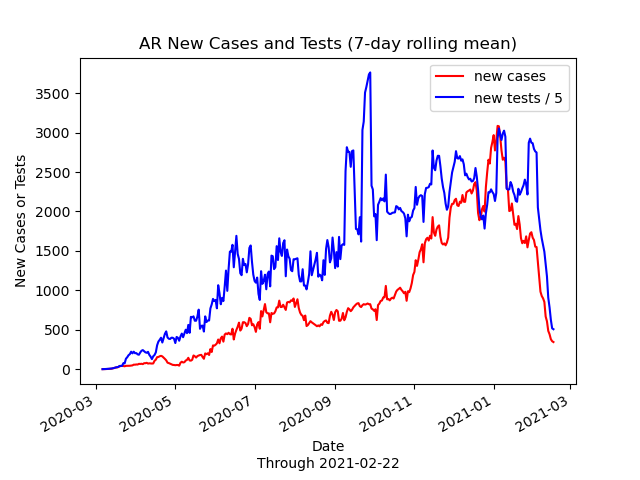 AR New Cases and Tests (7-day rolling mean)
new cases
new tests / 5
New Cases or Tests
3500
3000
2500
2000
1500
1000
500
0
2020-03
2020-05
2020-07
2020-09
2020-11
2021-01
2021-03
Date
Through 2021-02-22